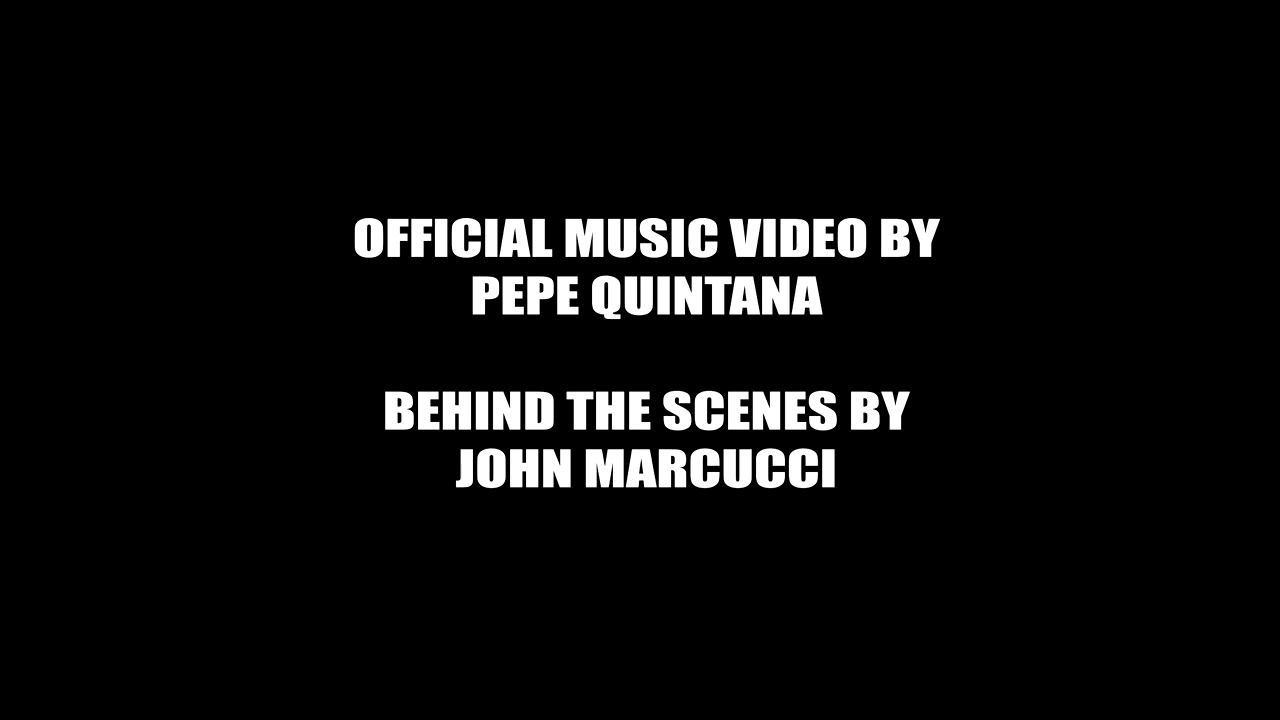 OFFICIAL MUSIC VIDEO BY
PEPE QUINTANA
BEHIND THE SCENES BY
JOHN MARCUCCI